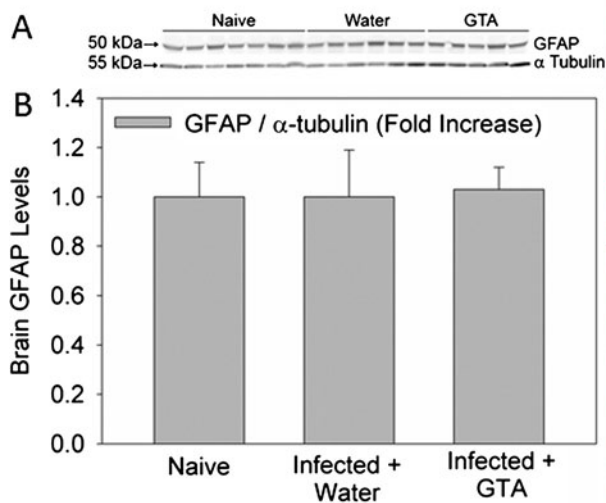 A
Naive Water GTA
50 kDa→ GFAP
55 kDa→ α Tubulin
B
GFAP / α-tubulin (Fold Increase)
Brain GFAP Levels
1.4
1.2
1.0
0.8
0.6
0.4
0.2
0.0
Naive
Infected +
Water
Infected +
GTA